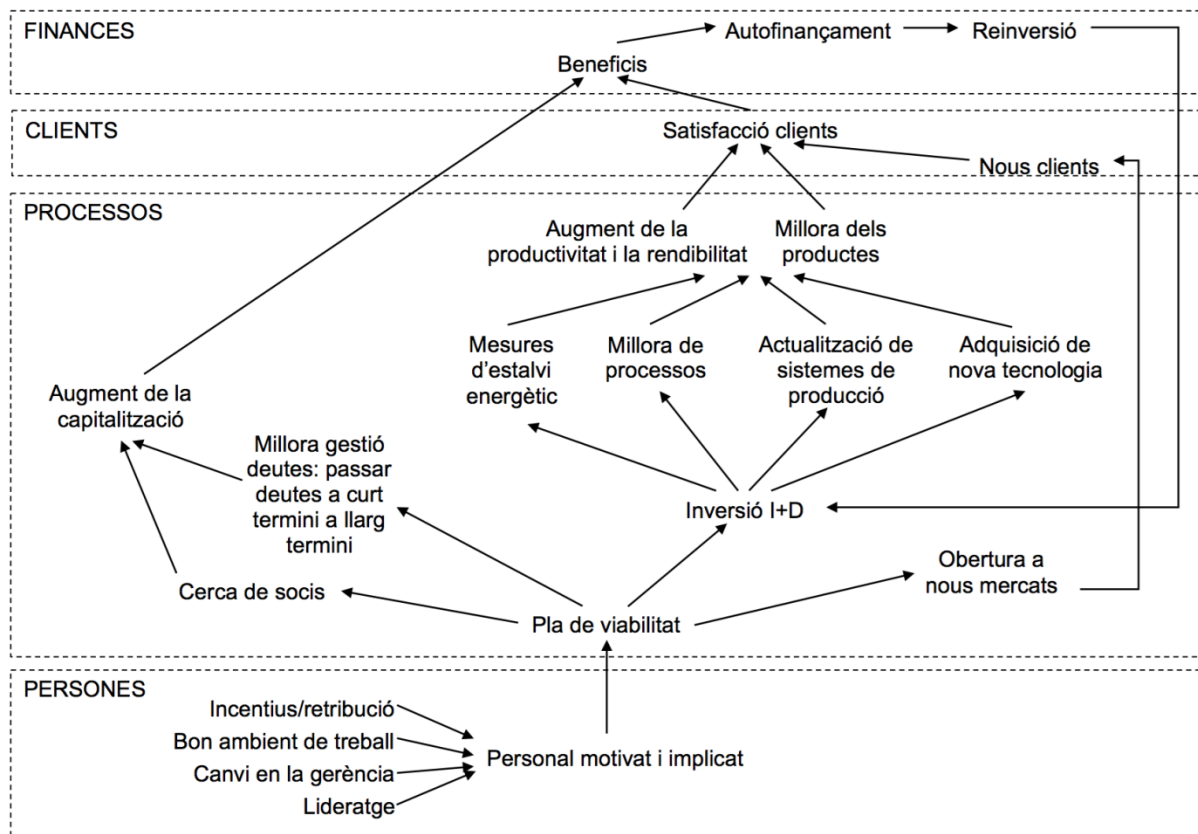 FINANCES
Autofinançament
Reinversió
Beneficis
CLIENTS
Satisfacció clients
Nous clients
PROCESSOS
Augment de la
productivitat i la rendibilitat
Millora dels
productes
Mesures
d'estalvi
energètic
Millora de
processos
Actualització de
sistemes de
producció
Adquisició de
nova tecnologia
Augment de la
capitalització
Millora gestió
deutes: passar
deutes a curt
termini a llarg
termini
Inversió I+D
Cerca de socis
Obertura a
nous mercats
Pla de viabilitat
PERSONES
Incentius/retribució
Bon ambient de treball
Canvi en la gerència
Lideratge
Personal motivat i implicat